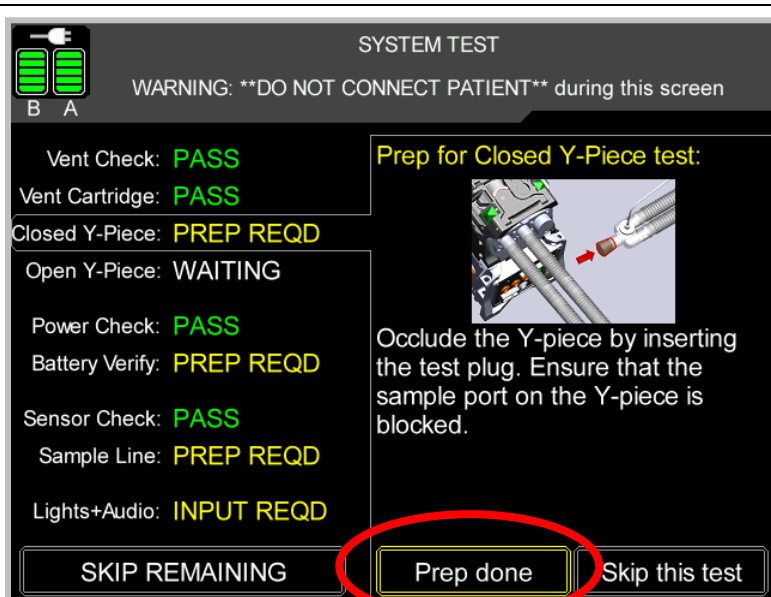 SYSTEM TEST
WARNING: **DO NOT CONNECT PATIENT** during this screen
B A
Vent Check: PASS
Vent Cartridge: PASS
Closed Y-Piece: PREP REQD
Open Y-Piece: WAITING
Power Check: PASS
Battery Verify: PREP REQD
Sensor Check: PASS
Sample Line: PREP REQD
Lights+Audio: INPUT REQD
Prep for Closed Y-Piece test:
Occlude the Y-piece by inserting
the test plug. Ensure that the
sample port on the Y-piece is
blocked.
SKIP REMAINING
Prep done
Skip this test